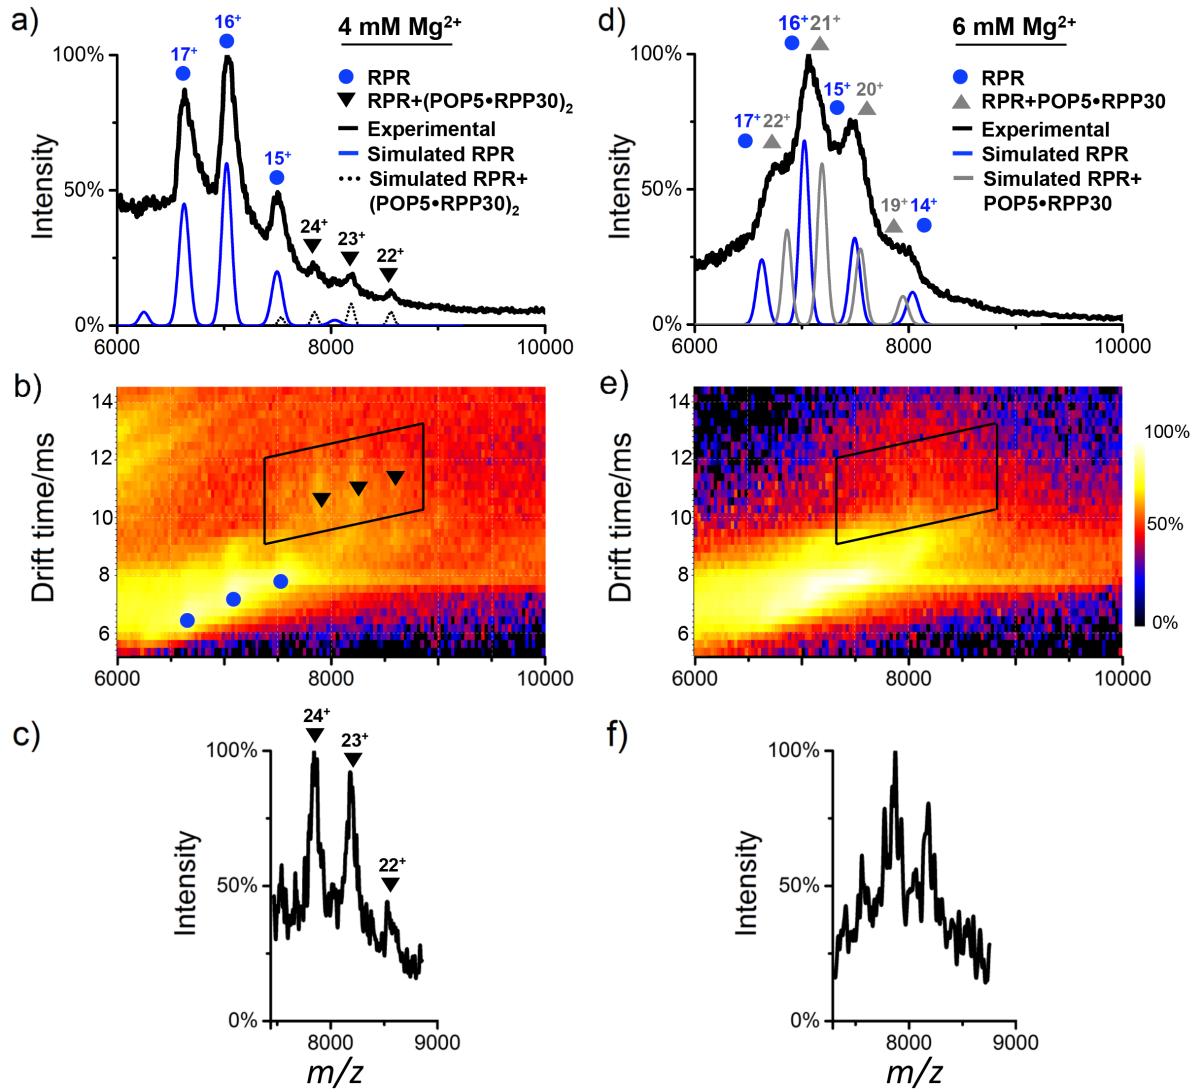 a)
4 mM Mg²⁺
16⁺
17⁺
15⁺
24⁺
23⁺
22⁺
RPR
RPR+(POP5•RPP30)₂
Experimental
Simulated RPR
Simulated RPR+
(POP5•RPP30)₂
Intensity
100%
50%
0%
6000 8000 10000
d)
6 mM Mg²⁺
16⁺ 21⁺
15⁺ 20⁺
17⁺ 22⁺
19⁺ 14⁺
RPR
RPR+POP5•RPP30
Experimental
Simulated RPR
Simulated RPR+
POP5•RPP30
Intensity
100%
50%
0%
6000 8000 10000
b)
Drift time/ms
14
12
10
8
6
6000 8000 10000
e)
Drift time/ms
14
12
10
8
6
6000 8000 10000
100%
50%
0%
c)
24⁺
23⁺
22⁺
Intensity
100%
50%
0%
8000 9000
m/z
f)
Intensity
100%
50%
0%
8000 9000
m/z